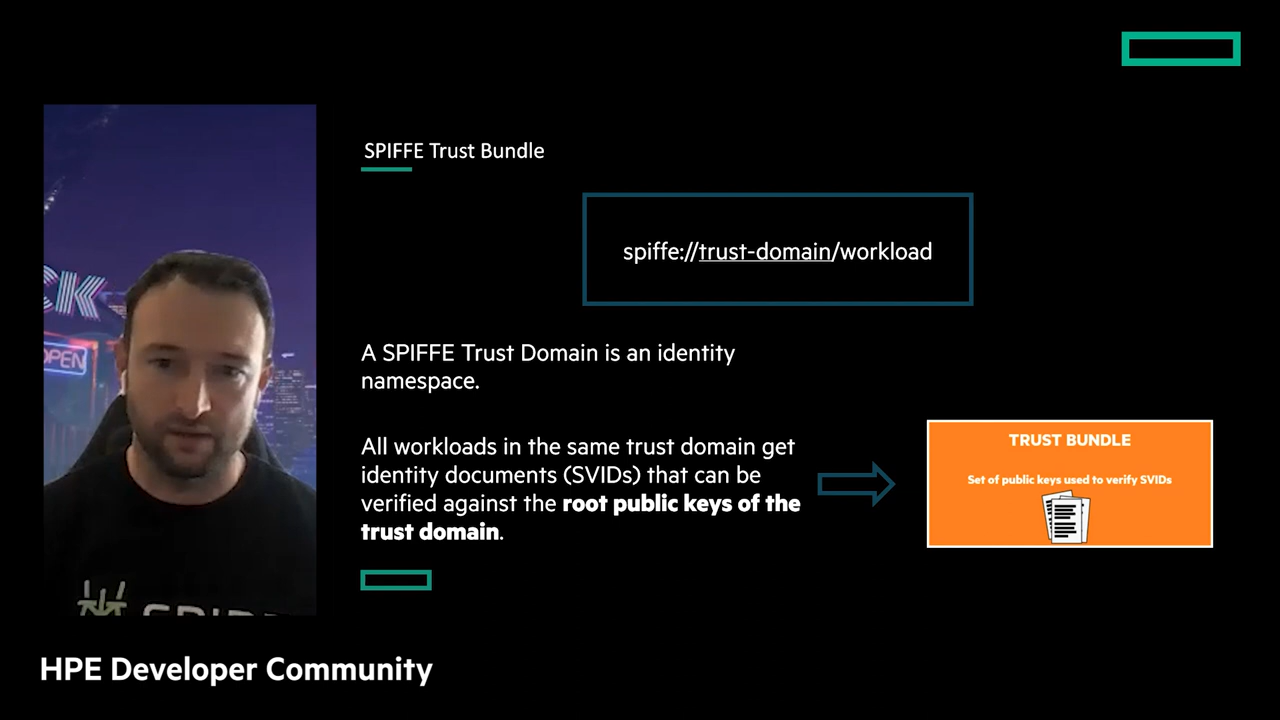 SPIFFE Trust Bundle
spiffe://trust-domain/workload
CK
OPEN
A SPIFFE Trust Domain is an identity
namespace.
All workloads in the same trust domain get
identity documents (SVIDs) that can be
verified against the root public keys of the
trust domain.
TRUST BUNDLE
Set of public keys used to verify SVIDs
HPE Developer Community